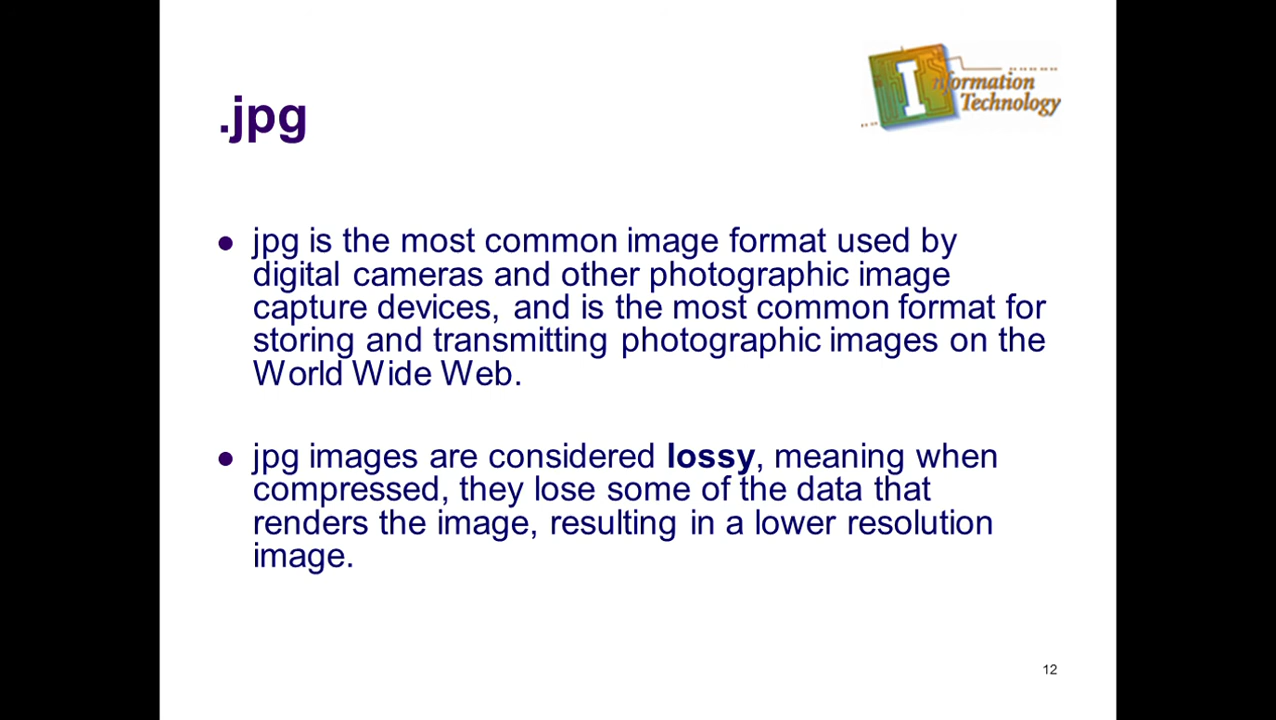 Information
Technology
.jpg
jpg is the most common image format used by
digital cameras and other photographic image
capture devices, and is the most common format for
storing and transmitting photographic images on the
World Wide Web.
jpg images are considered lossy, meaning when
compressed, they lose some of the data that
renders the image, resulting in a lower resolution
image.
12